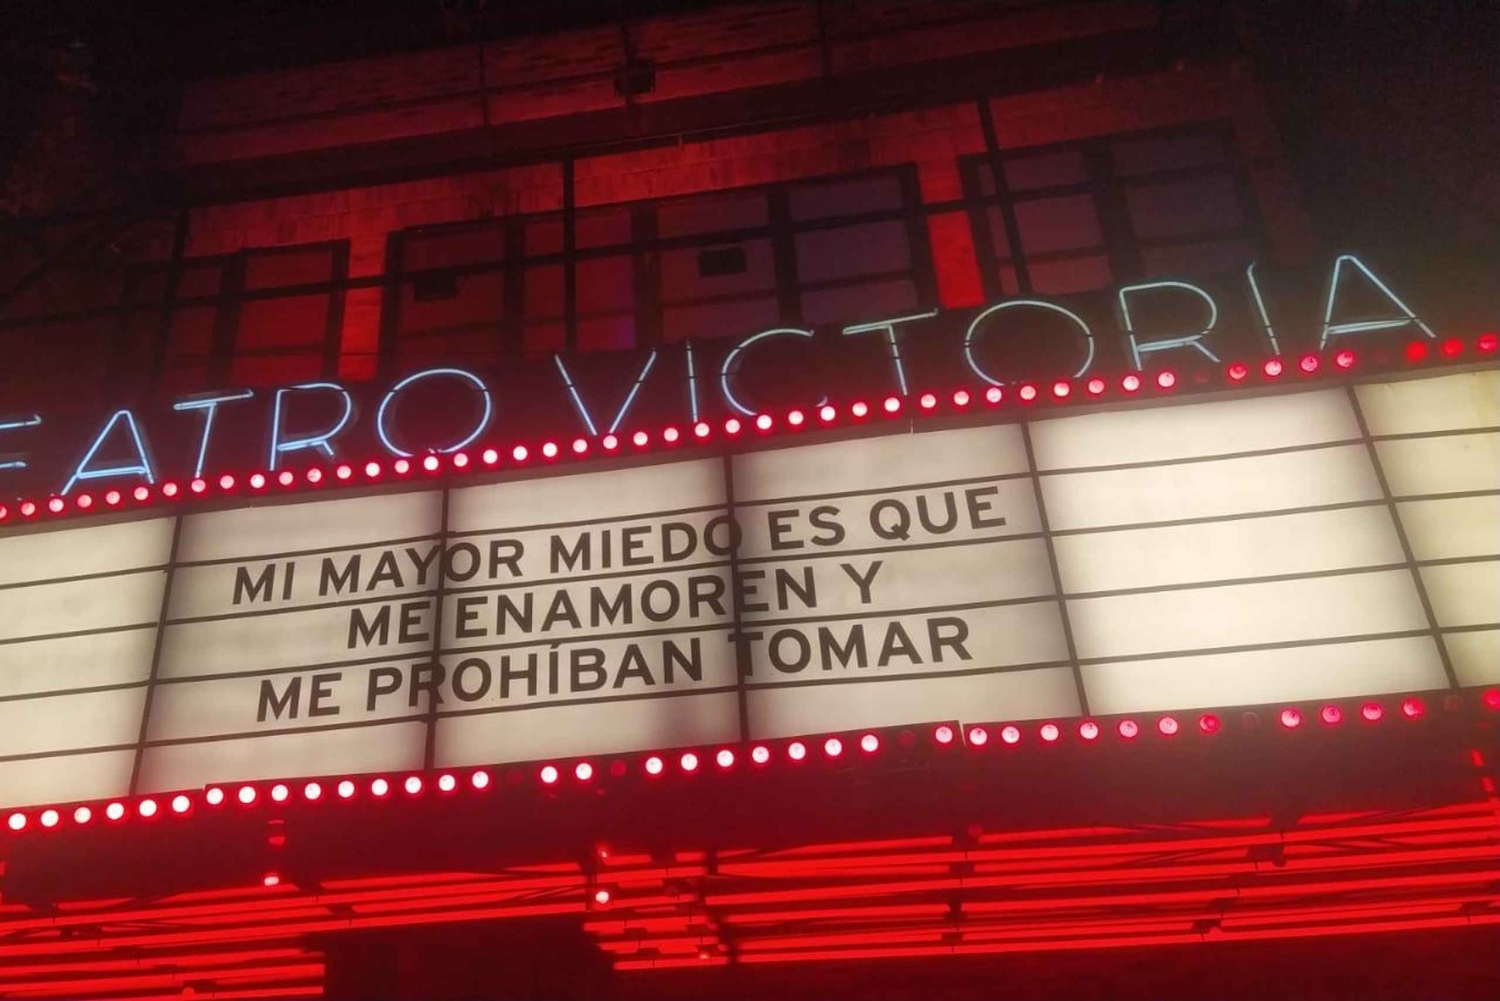 EATRO VICTORIA
MI MAYOR MIEDO ES QUE
ME ENAMOREN Y
ME PROHÍBAN TOMAR